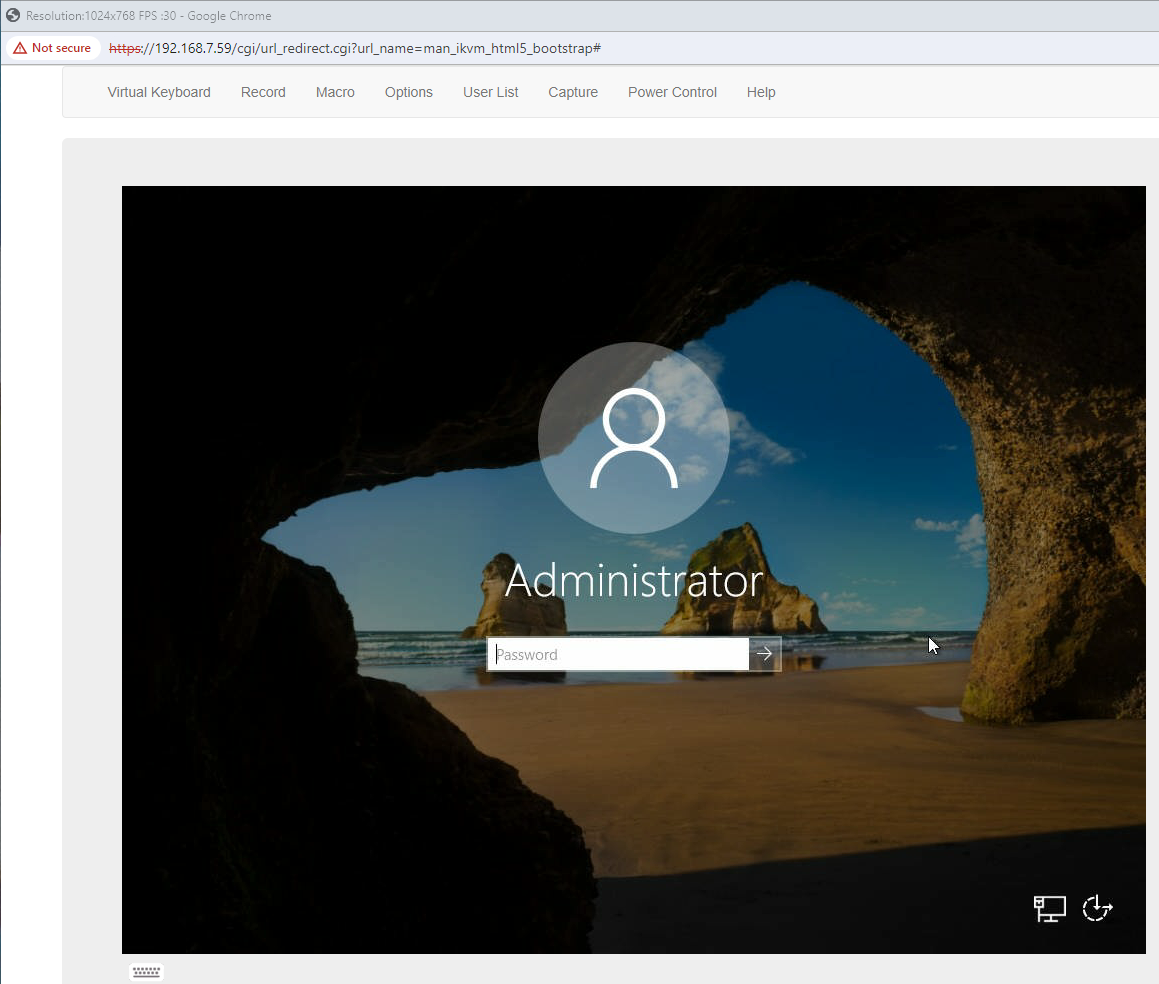 Resolution:1024x768 FPS :30 - Google Chrome
Not secure https://192.168.7.59/cgi/url_redirect.cgi?url_name=man_ikvm_html5_bootstrap#
Virtual Keyboard Record Macro Options User List Capture Power Control Help
Administrator
Password